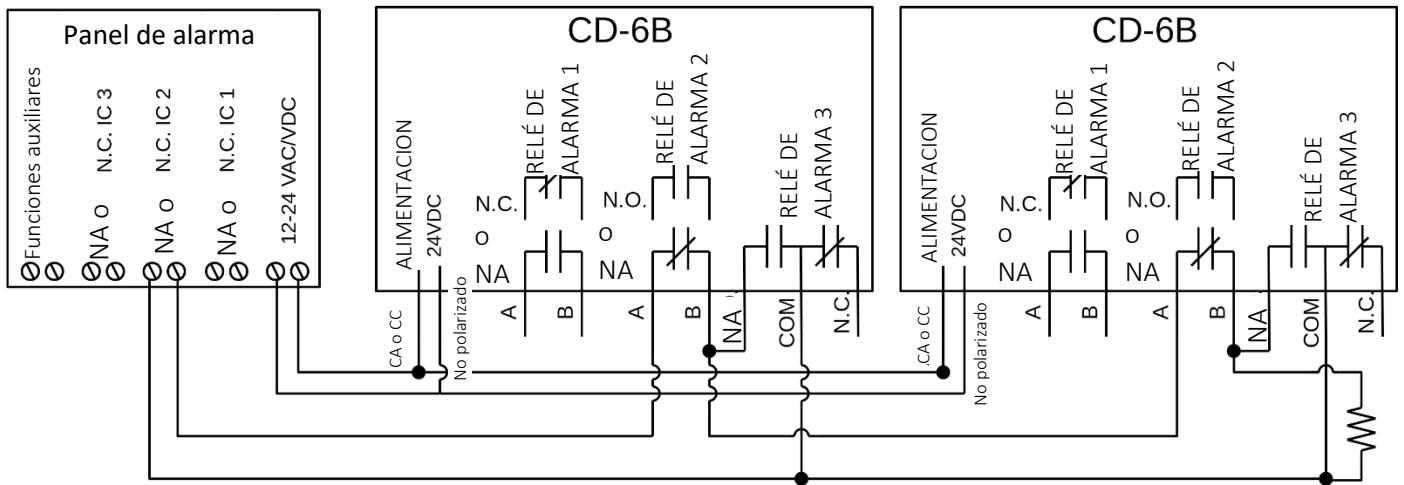 Panel de alarma
Funciones auxiliares
NA O N.C. IC 3
NA O N.C. IC 2
NA O N.C. IC 1
12-24 VAC/VDC
CD-6B
ALIMENTACION
24VDC
N.C.
O
NA
RELÉ DE
ALARMA 1
N.O.
O
NA
RELÉ DE
ALARMA 2
RELÉ DE
ALARMA 3
CA o CC
No polarizado
A
B
A
B
NA
COM
N.C.
CD-6B
ALIMENTACION
24VDC
N.C.
O
NA
RELÉ DE
ALARMA 1
N.O.
O
NA
RELÉ DE
ALARMA 2
RELÉ DE
ALARMA 3
CA o CC
No polarizado
A
B
A
B
NA
COM
N.C.